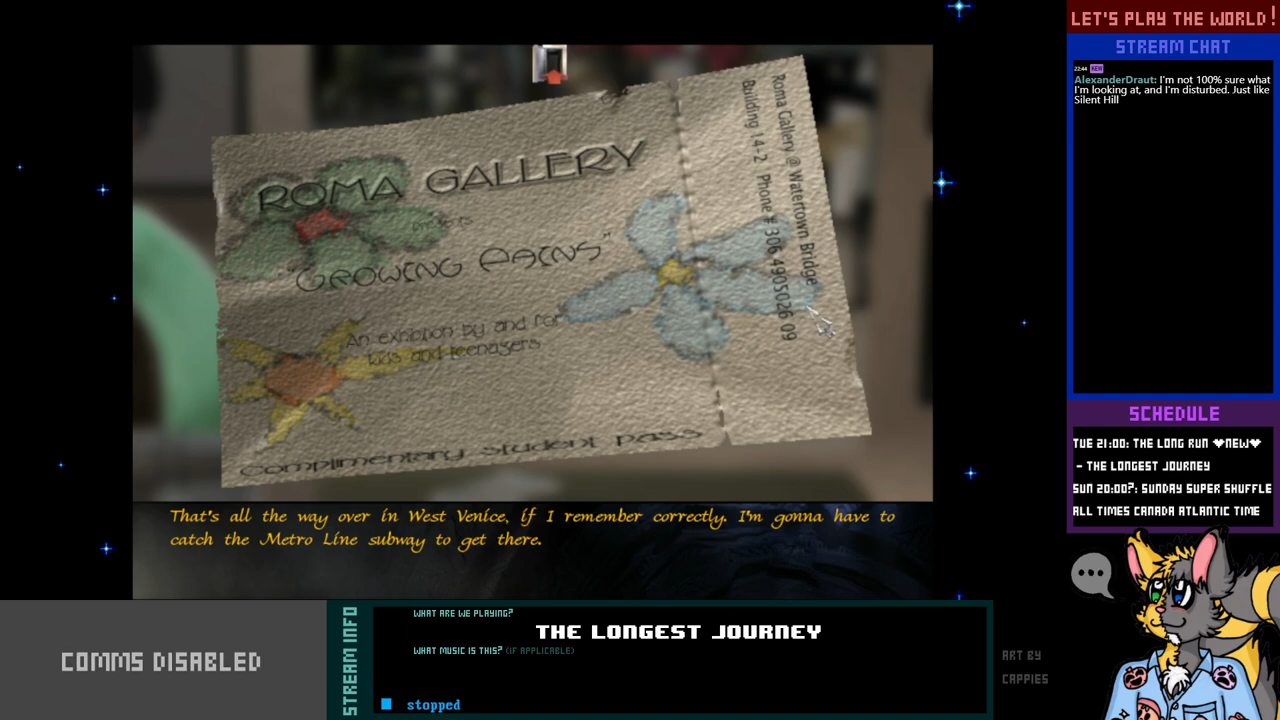 LET'S PLAY THE WORLD!
STREAM CHAT
22:44 NEW
AlexanderDraut: I'm not 100% sure what
I'm looking at, and I'm disturbed. Just like
Silent Hill
ROMA GALLERY
presents
"GROWING PAINS"
An exhibition by and for
kids and teenagers
Complimentary student pass
Roma Gallery @ Watertown Bridge
Building 14-2 Phone # 306 4905026 09
That's all the way over in West Venice, if I remember correctly. I'm gonna have to
catch the Metro Line subway to get there.
SCHEDULE
TUE 21:00: THE LONG RUN ♥NEW♥
- THE LONGEST JOURNEY
SUN 20:00?: SUNDAY SUPER SHUFFLE
ALL TIMES CANADA ATLANTIC TIME
COMMS DISABLED
STREAM INFO
WHAT ARE WE PLAYING?
THE LONGEST JOURNEY
WHAT MUSIC IS THIS? (IF APPLICABLE)
stopped
ART BY
CAPPIES